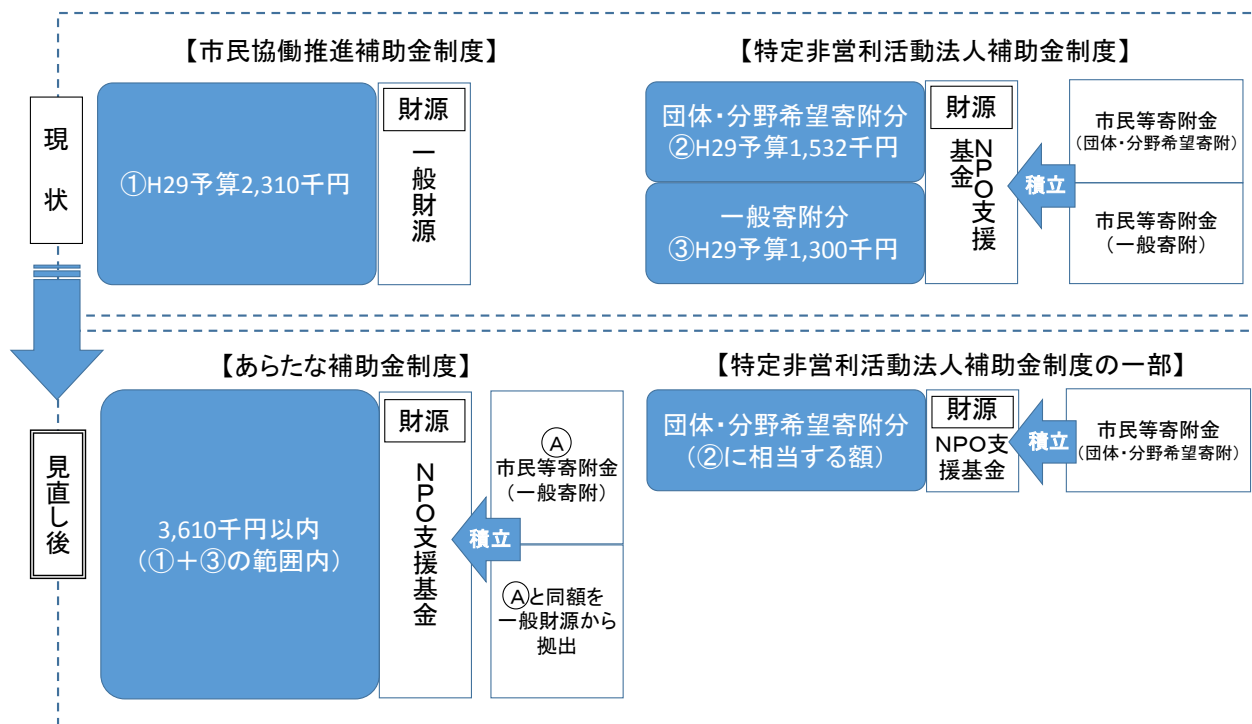 【市民協働推進補助金制度】
【特定非営利活動法人補助金制度】
現状
①H29予算2,310千円
財源
一般財源
団体・分野希望寄附分
②H29予算1,532千円
一般寄附分
③H29予算1,300千円
財源
NPO支援
基金
積立
市民等寄附金
(団体・分野希望寄附)
市民等寄附金
(一般寄附)
【あらたな補助金制度】
【特定非営利活動法人補助金制度の一部】
見直し後
3,610千円以内
(①+③の範囲内)
財源
NPO支援基金
積立
Ⓐ
市民等寄附金
(一般寄附)
Ⓐと同額を
一般財源から
拠出
団体・分野希望寄附分
(②に相当する額)
財源
NPO支
援基金
積立
市民等寄附金
(団体・分野希望寄附)